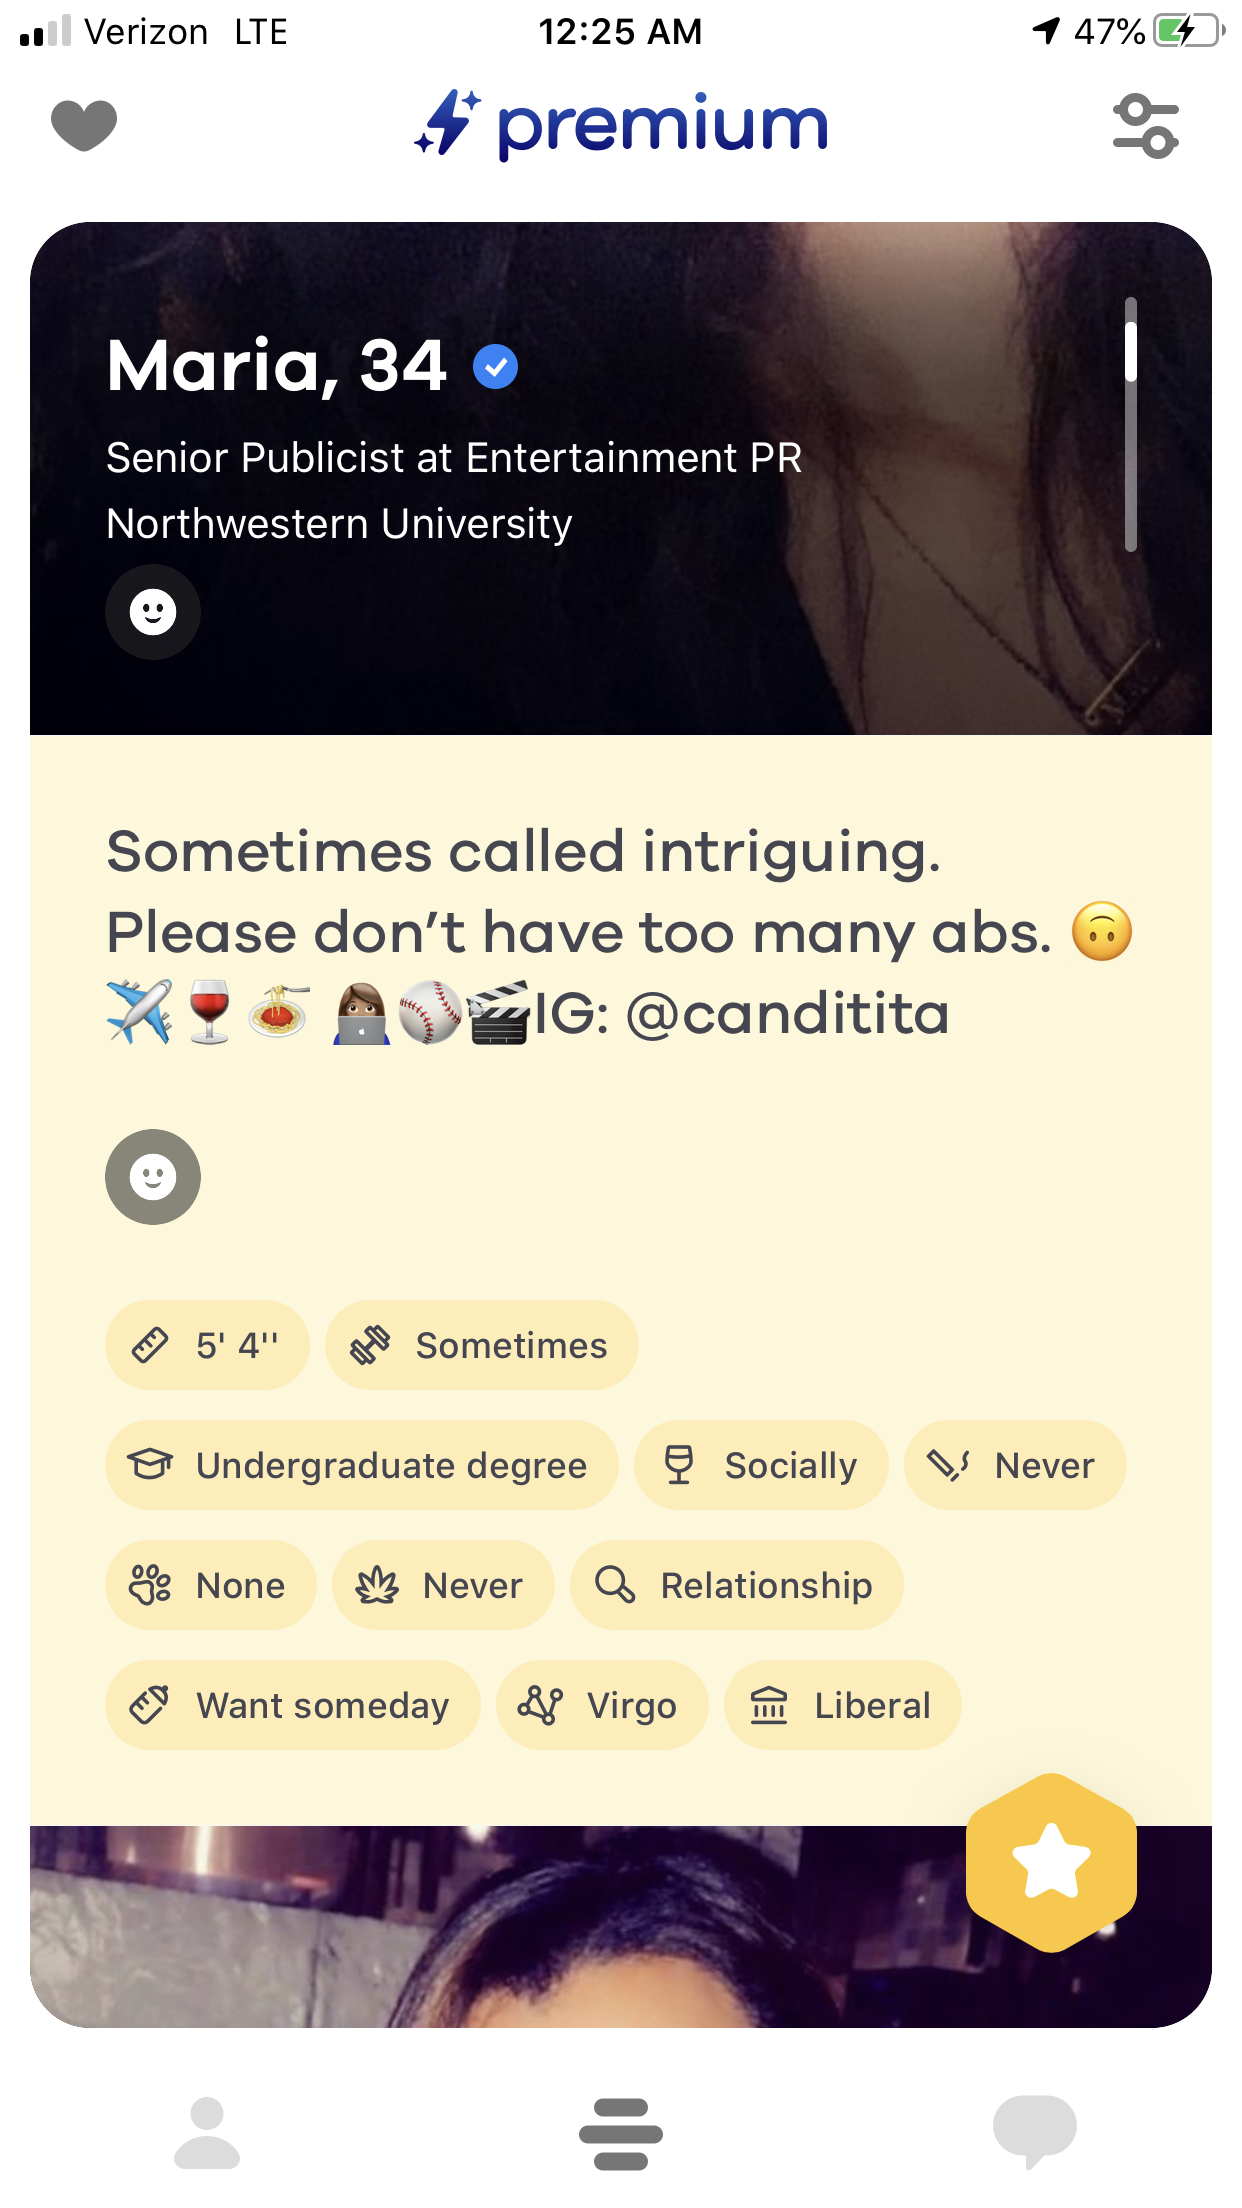 Verizon LTE 12:25 AM 47%
premium
Maria, 34
Senior Publicist at Entertainment PR
Northwestern University
Sometimes called intriguing.
Please don’t have too many abs. 🙃
✈️🍷🍝 👩🏽‍💻⚾🎬IG: @canditita
5' 4'' Sometimes
Undergraduate degree Socially Never
None Never Relationship
Want someday Virgo Liberal